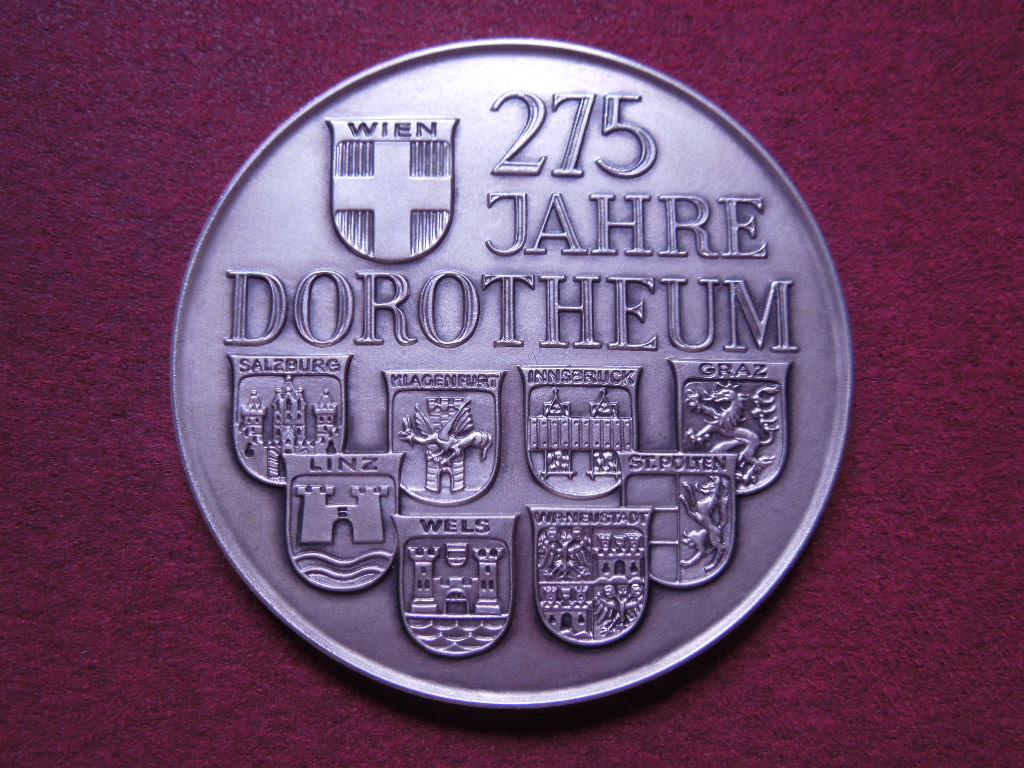 WIEN
275
JAHRE
DOROTHEUM
SALZBURG
KLAGENFURT
INNSBRUCK
GRAZ
LINZ
ST.PÖLTEN
WELS
WR.NEUSTADT